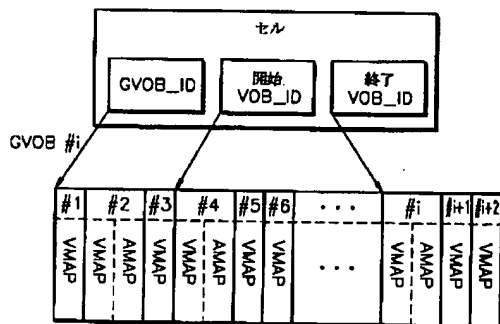 セル
GVOB_ID
開始
VOB_ID
終了
VOB_ID
GVOB #i
#1 #2 #3 #4 #5 #6 ・・・ #i #i+1 #i+2
VMAP VMAP AMAP VMAP VMAP AMAP VMAP VMAP ・・・ VMAP AMAP VMAP VMAP